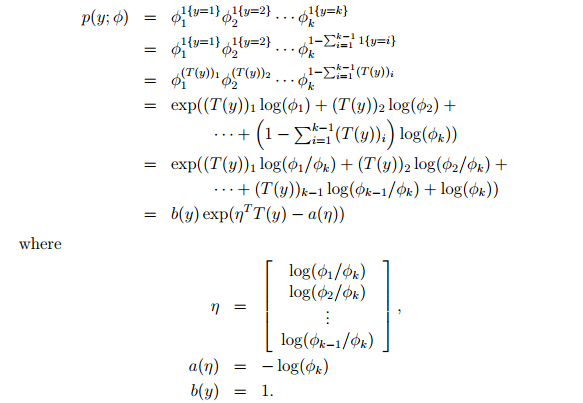 p(y; φ) = φ_1^{1{y=1}} φ_2^{1{y=2}} ⋯ φ_k^{1{y=k}}
= φ_1^{1{y=1}} φ_2^{1{y=2}} ⋯ φ_k^{1−∑_{i=1}^{k−1} 1{y=i}}
= φ_1^{(T(y))_1} φ_2^{(T(y))_2} ⋯ φ_k^{1−∑_{i=1}^{k−1} (T(y))_i}
= exp((T(y))_1 log(φ_1) + (T(y))_2 log(φ_2) +
⋯ + (1 − ∑_{i=1}^{k−1} (T(y))_i) log(φ_k))
= exp((T(y))_1 log(φ_1/φ_k) + (T(y))_2 log(φ_2/φ_k) +
⋯ + (T(y))_{k−1} log(φ_{k−1}/φ_k) + log(φ_k))
= b(y) exp(η^T T(y) − a(η))
where
log(φ_1/φ_k)
log(φ_2/φ_k)
η = [ ⋮ ],
log(φ_{k−1}/φ_k)
a(η) = −log(φ_k)
b(y) = 1.